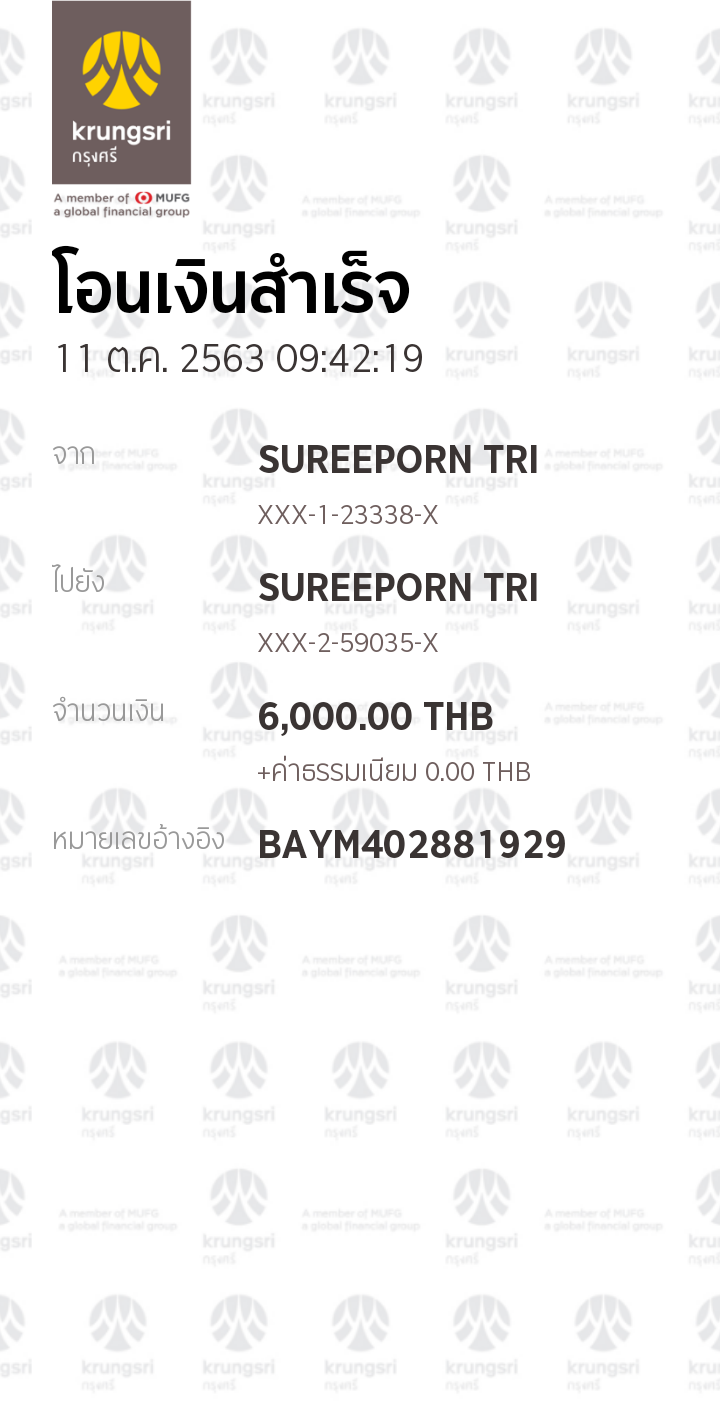 krungsri
กรุงศรี
A member of MUFG
a global financial group
โอนเงินสำเร็จ
11 ต.ค. 2563 09:42:19
จาก
SUREEPORN TRI
XXX-1-23338-X
ไปยัง
SUREEPORN TRI
XXX-2-59035-X
จำนวนเงิน
6,000.00 THB
+ค่าธรรมเนียม 0.00 THB
หมายเลขอ้างอิง
BAYM402881929